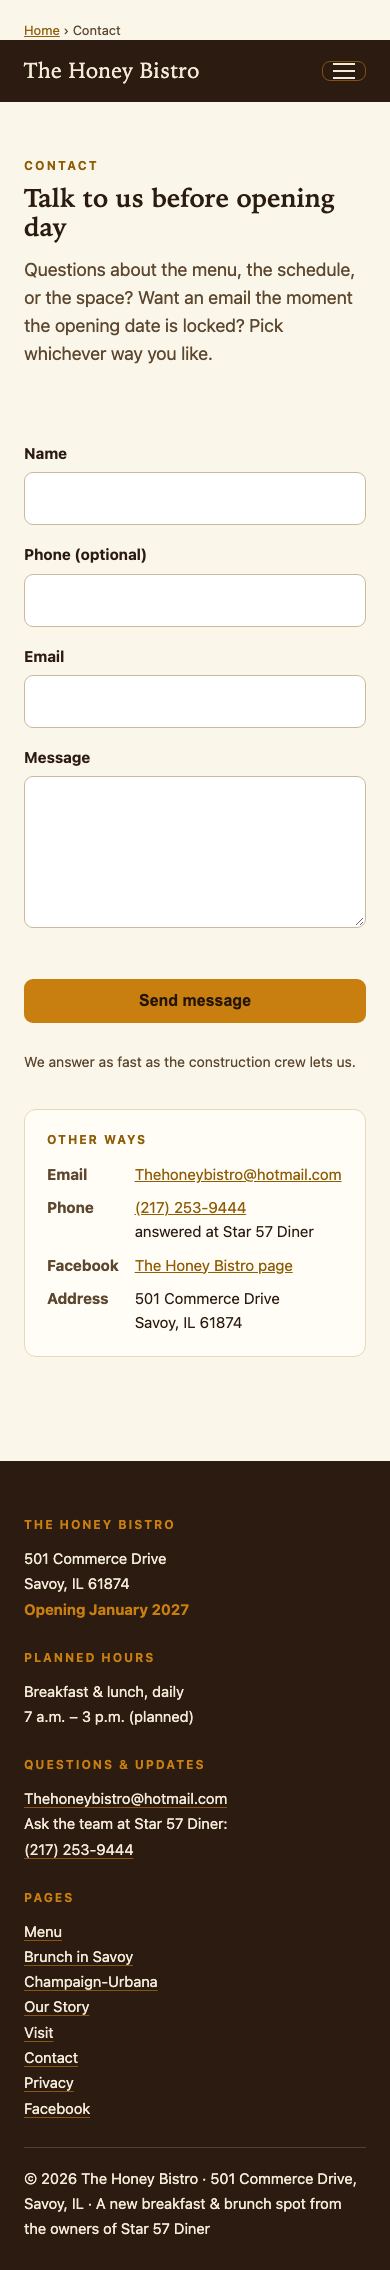 Home › Contact
The Honey Bistro
CONTACT
Talk to us before opening
day
Questions about the menu, the schedule,
or the space? Want an email the moment
the opening date is locked? Pick
whichever way you like.
Name
Phone (optional)
Email
Message
Send message
We answer as fast as the construction crew lets us.
OTHER WAYS
Email Thehoneybistro@hotmail.com
Phone (217) 253-9444
answered at Star 57 Diner
Facebook The Honey Bistro page
Address 501 Commerce Drive
Savoy, IL 61874
THE HONEY BISTRO
501 Commerce Drive
Savoy, IL 61874
Opening January 2027
PLANNED HOURS
Breakfast & lunch, daily
7 a.m. – 3 p.m. (planned)
QUESTIONS & UPDATES
Thehoneybistro@hotmail.com
Ask the team at Star 57 Diner:
(217) 253-9444
PAGES
Menu
Brunch in Savoy
Champaign-Urbana
Our Story
Visit
Contact
Privacy
Facebook
© 2026 The Honey Bistro · 501 Commerce Drive,
Savoy, IL · A new breakfast & brunch spot from
the owners of Star 57 Diner